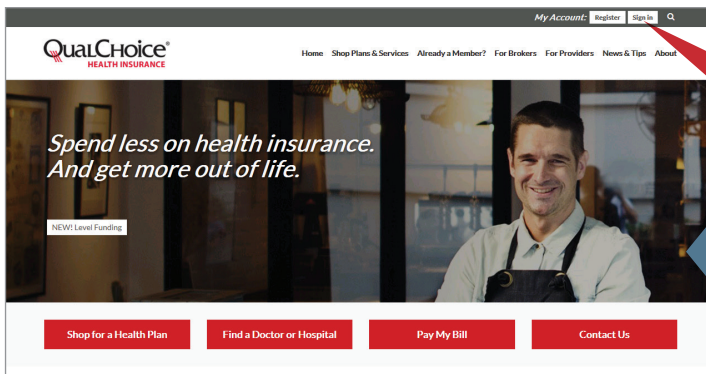 My Account: Register Sign in
QualChoice®
HEALTH INSURANCE
Home Shop Plans & Services Already a Member? For Brokers For Providers News & Tips About
Spend less on health insurance.
And get more out of life.
NEW! Level Funding
Shop for a Health Plan Find a Doctor or Hospital Pay My Bill Contact Us